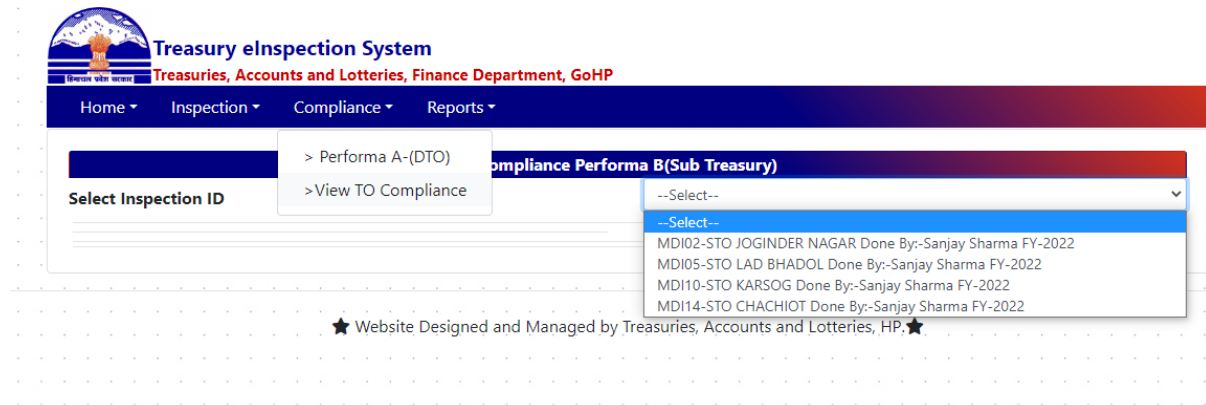 हिमाचल प्रदेश सरकार
Treasury eInspection System
Treasuries, Accounts and Lotteries, Finance Department, GoHP
Home Inspection Compliance Reports
> Performa A-(DTO)
ompliance Performa B(Sub Treasury)
>View TO Compliance
Select Inspection ID
--Select--
--Select--
MDI02-STO JOGINDER NAGAR Done By:-Sanjay Sharma FY-2022
MDI05-STO LAD BHADOL Done By:-Sanjay Sharma FY-2022
MDI10-STO KARSOG Done By:-Sanjay Sharma FY-2022
MDI14-STO CHACHIOT Done By:-Sanjay Sharma FY-2022
Website Designed and Managed by Treasuries, Accounts and Lotteries, HP.